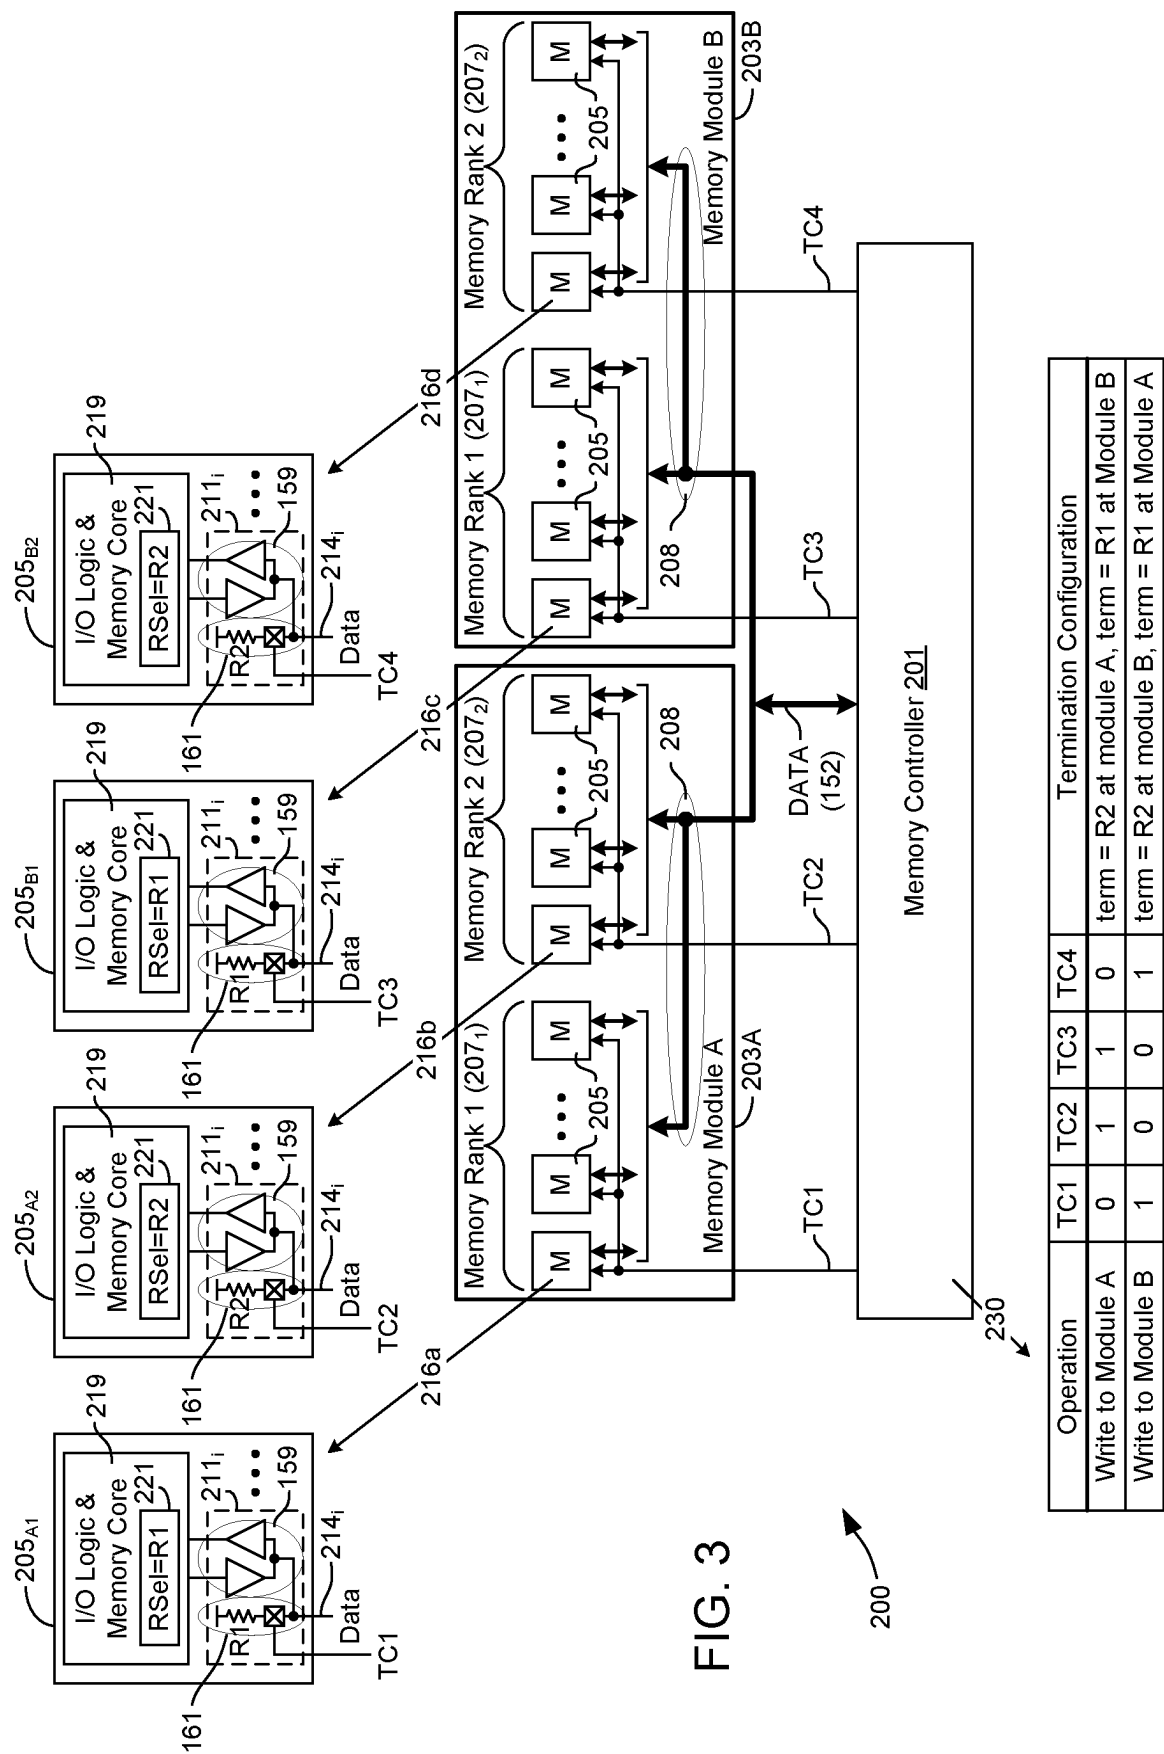 205A1
219
I/O Logic &
Memory Core
221
RSel=R1
211i
159
161
R1
214i
Data
TC1
205A2
219
I/O Logic &
Memory Core
221
RSel=R2
211i
159
161
R2
214i
Data
TC2
205B1
219
I/O Logic &
Memory Core
221
RSel=R1
211i
159
161
R1
214i
Data
TC3
205B2
219
I/O Logic &
Memory Core
221
RSel=R2
211i
159
161
R2
214i
Data
TC4
216a
216b
216c
216d
Memory Rank 1 (207₁)
M
M
M
205
205
Memory Rank 2 (207₂)
M
M
M
205
205
Memory Rank 1 (207₁)
M
M
M
205
205
Memory Rank 2 (207₂)
M
M
M
205
205
208
208
Memory Module A
203A
Memory Module B
203B
TC1
TC2
DATA
(152)
TC3
TC4
Memory Controller 201
FIG. 3
200
230
Operation TC1 TC2 TC3 TC4 Termination Configuration
Write to Module A 0 1 1 0 term = R2 at module A, term = R1 at Module B
Write to Module B 1 0 0 1 term = R2 at module B, term = R1 at Module A